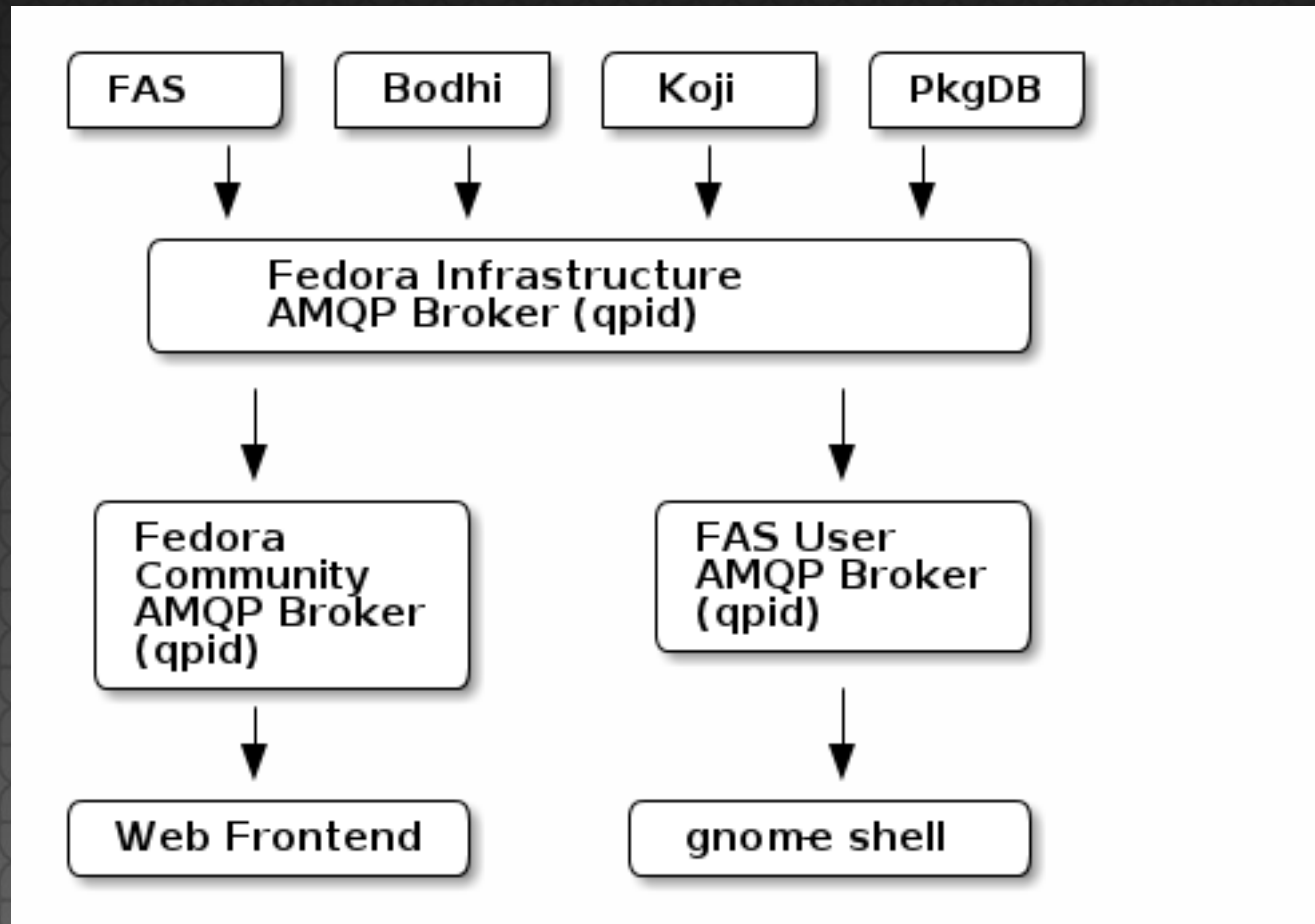 FAS
Bodhi
Koji
PkgDB
Fedora Infrastructure
AMQP Broker (qpid)
Fedora
Community
AMQP Broker
(qpid)
FAS User
AMQP Broker
(qpid)
Web Frontend
gnome shell